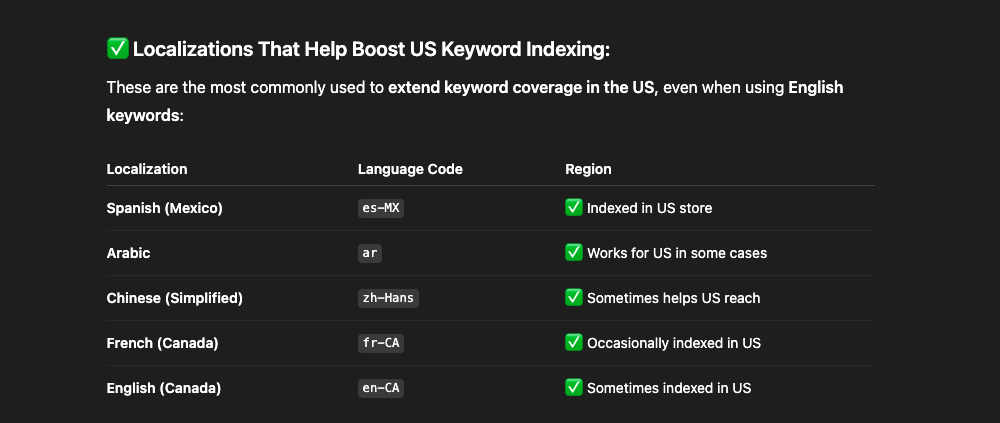 ✅ Localizations That Help Boost US Keyword Indexing:
These are the most commonly used to extend keyword coverage in the US, even when using English
keywords:
Localization Language Code Region
Spanish (Mexico) es-MX ✅ Indexed in US store
Arabic ar ✅ Works for US in some cases
Chinese (Simplified) zh-Hans ✅ Sometimes helps US reach
French (Canada) fr-CA ✅ Occasionally indexed in US
English (Canada) en-CA ✅ Sometimes indexed in US